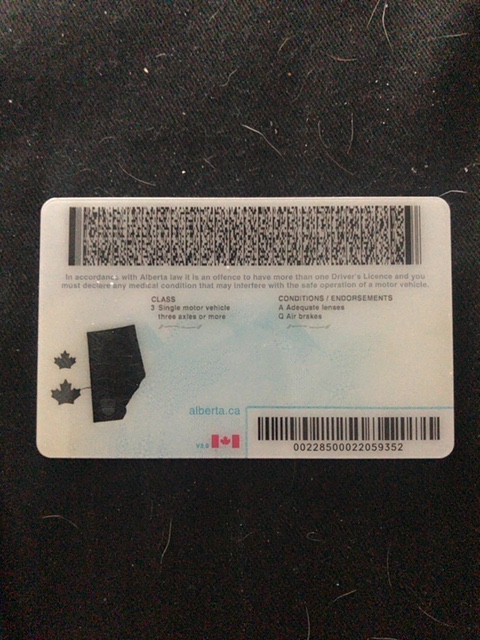 In accordance with Alberta law it is an offence to have more than one Driver's Licence and you
must declare any medical condition that may interfere with the safe operation of a motor vehicle.
CLASS
3 Single motor vehicle
three axles or more
CONDITIONS / ENDORSEMENTS
A Adequate lenses
Q Air brakes
alberta.ca
V3.0
00228500022059352